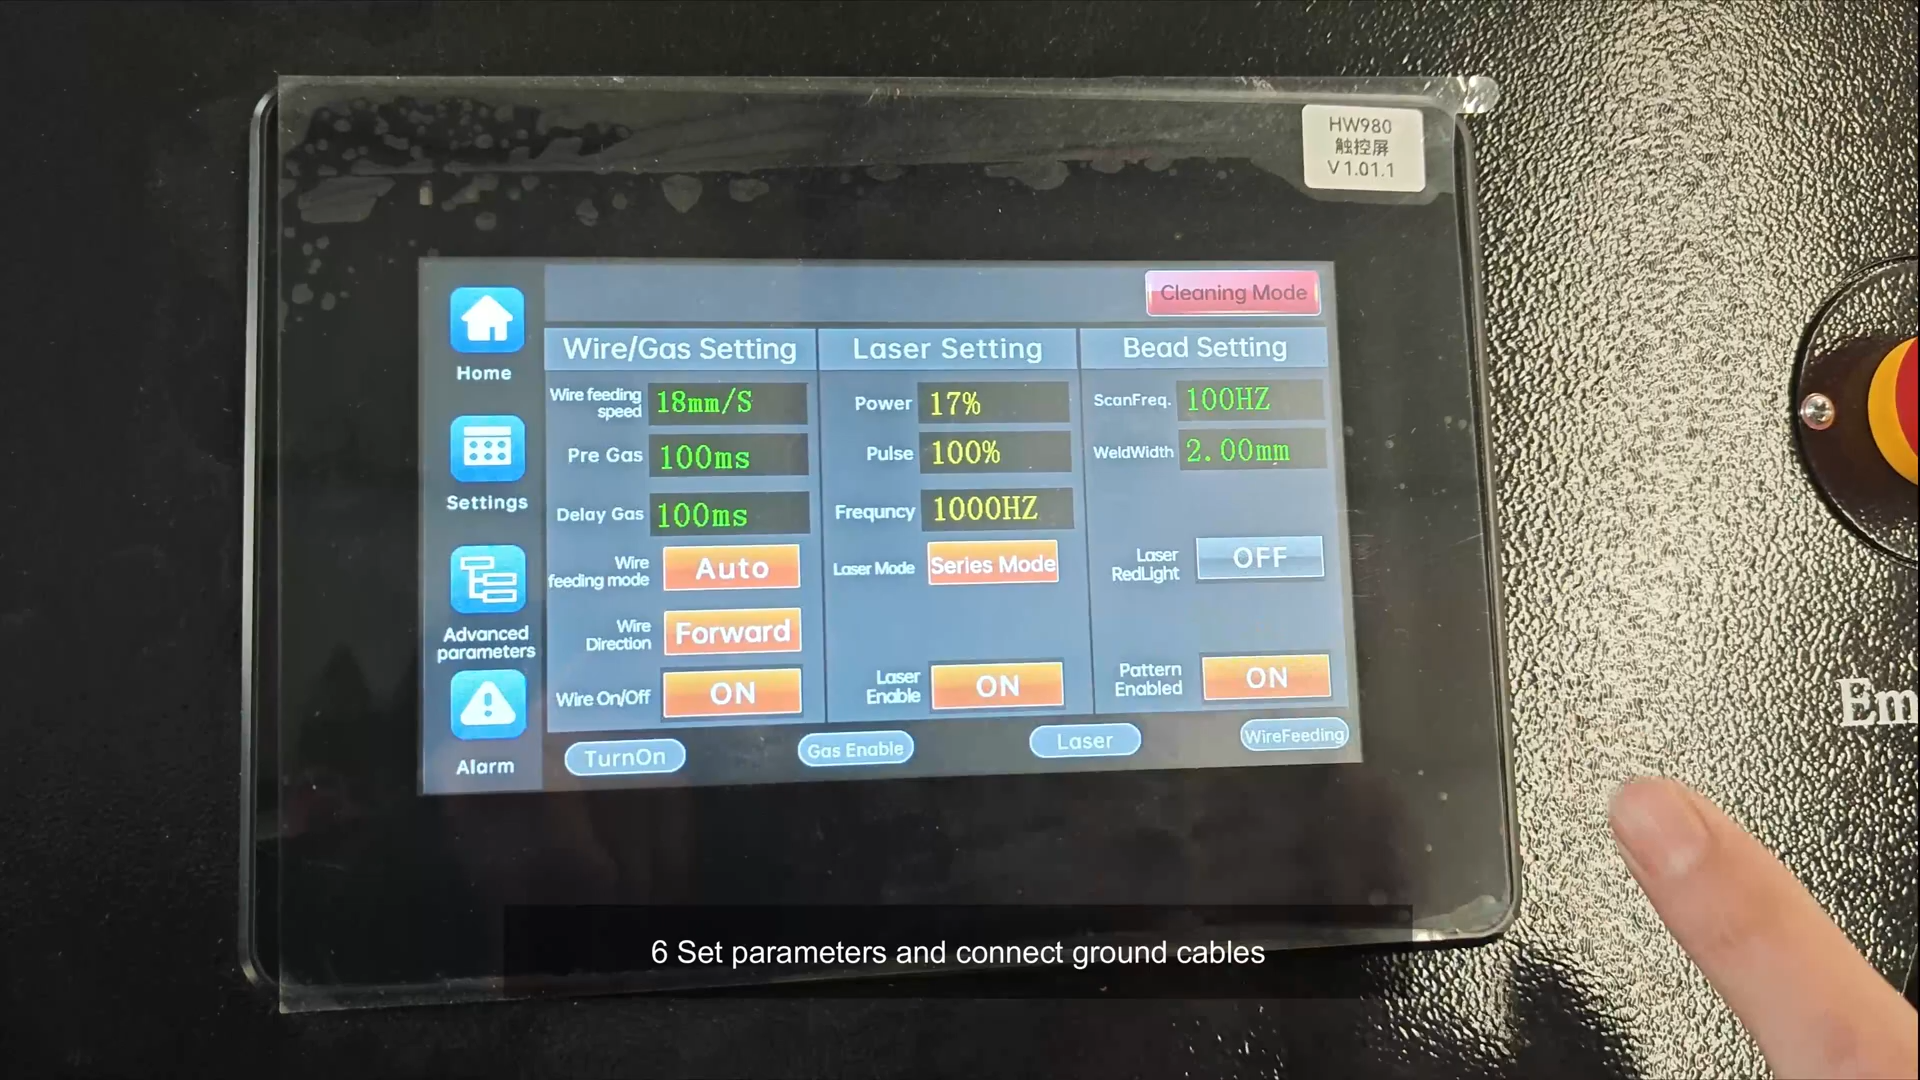 HW980
触控屏
V 1.01.1
Cleaning Mode
Home
Settings
Advanced
parameters
Alarm
Wire/Gas Setting
Wire feeding
speed
18mm/S
Pre Gas
100ms
Delay Gas
100ms
Wire
feeding mode
Auto
Wire
Direction
Forward
Wire On/Off
ON
Laser Setting
Power
17%
Pulse
100%
Frequncy
1000HZ
Laser Mode
Series Mode
Laser
Enable
ON
Bead Setting
ScanFreq.
100HZ
WeldWidth
2.00mm
Laser
RedLight
OFF
Pattern
Enabled
ON
TurnOn
Gas Enable
Laser
WireFeeding
Em
6 Set parameters and connect ground cables